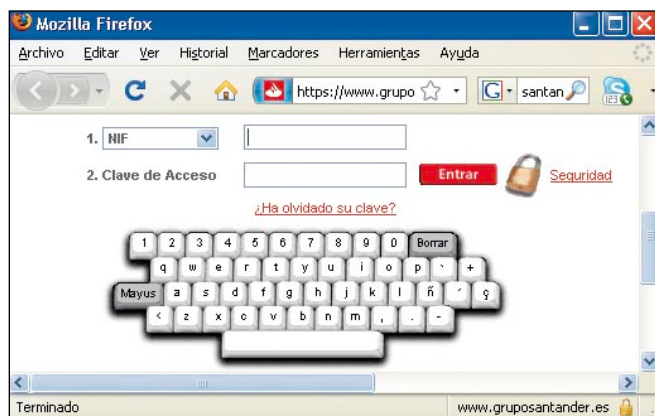 Mozilla Firefox
Archivo Editar Ver Historial Marcadores Herramientas Ayuda
https://www.grupo G santan 123
1. NIF
2. Clave de Acceso Entrar Seguridad
¿Ha olvidado su clave?
1 2 3 4 5 6 7 8 9 0 Borrar
q w e r t y u i o p ` +
Mayus a s d f g h j k l ñ ´ ç
< z x c v b n m , . -
Terminado www.gruposantander.es